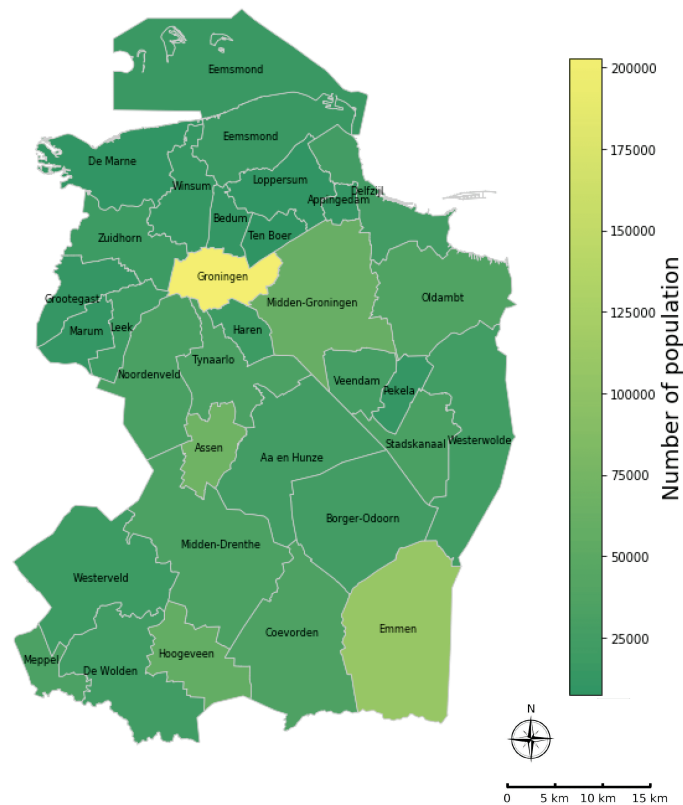 Eemsmond
Eemsmond
De Marne
Winsum
Loppersum
Delfzijl
Appingedam
Bedum
Ten Boer
Zuidhorn
Groningen
Midden-Groningen
Oldambt
Grootegast
Marum
Leek
Haren
Tynaarlo
Noordenveld
Veendam
Pekela
Stadskanaal
Westerwolde
Assen
Aa en Hunze
Borger-Odoorn
Midden-Drenthe
Westerveld
Coevorden
Emmen
Meppel
De Wolden
Hoogeveen
200000
175000
150000
125000
100000
75000
50000
25000
Number of population
N
0 5 km 10 km 15 km